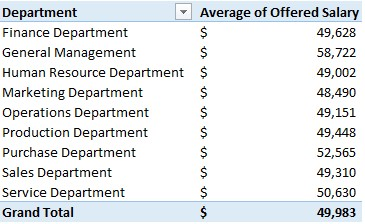 Department Average of Offered Salary
Finance Department $ 49,628
General Management $ 58,722
Human Resource Department $ 49,002
Marketing Department $ 48,490
Operations Department $ 49,151
Production Department $ 49,448
Purchase Department $ 52,565
Sales Department $ 49,310
Service Department $ 50,630
Grand Total $ 49,983